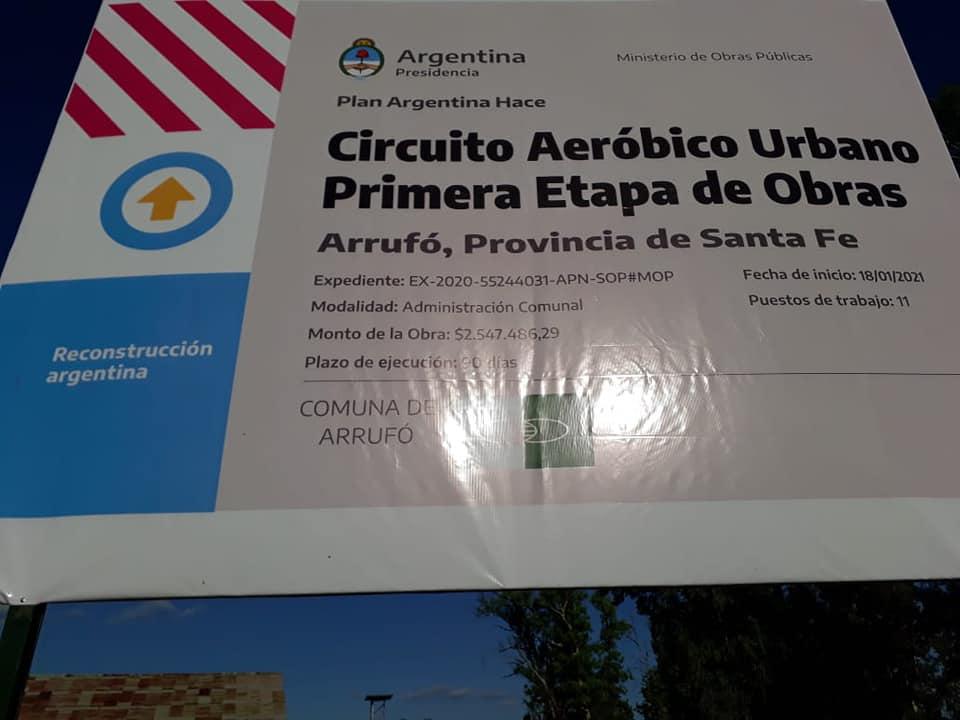 Argentina
Presidencia
Ministerio de Obras Públicas
Plan Argentina Hace
Circuito Aeróbico Urbano
Primera Etapa de Obras
Arrufó, Provincia de Santa Fe
Expediente: EX-2020-55244031-APN-SOP#MOP
Modalidad: Administración Comunal
Monto de la Obra: $2.547.486,29
Plazo de ejecución: 90 días
Fecha de inicio: 18/01/2021
Puestos de trabajo: 11
Reconstrucción
argentina
COMUNA DE
ARRUFÓ